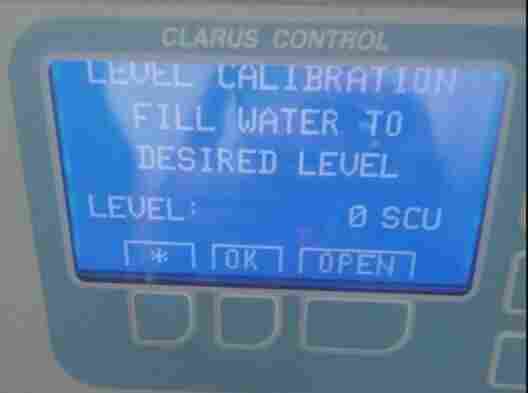 CLARUS CONTROL
LEVEL CALIBRATION
FILL WATER TO
DESIRED LEVEL
LEVEL: 0 SCU
* OK OPEN